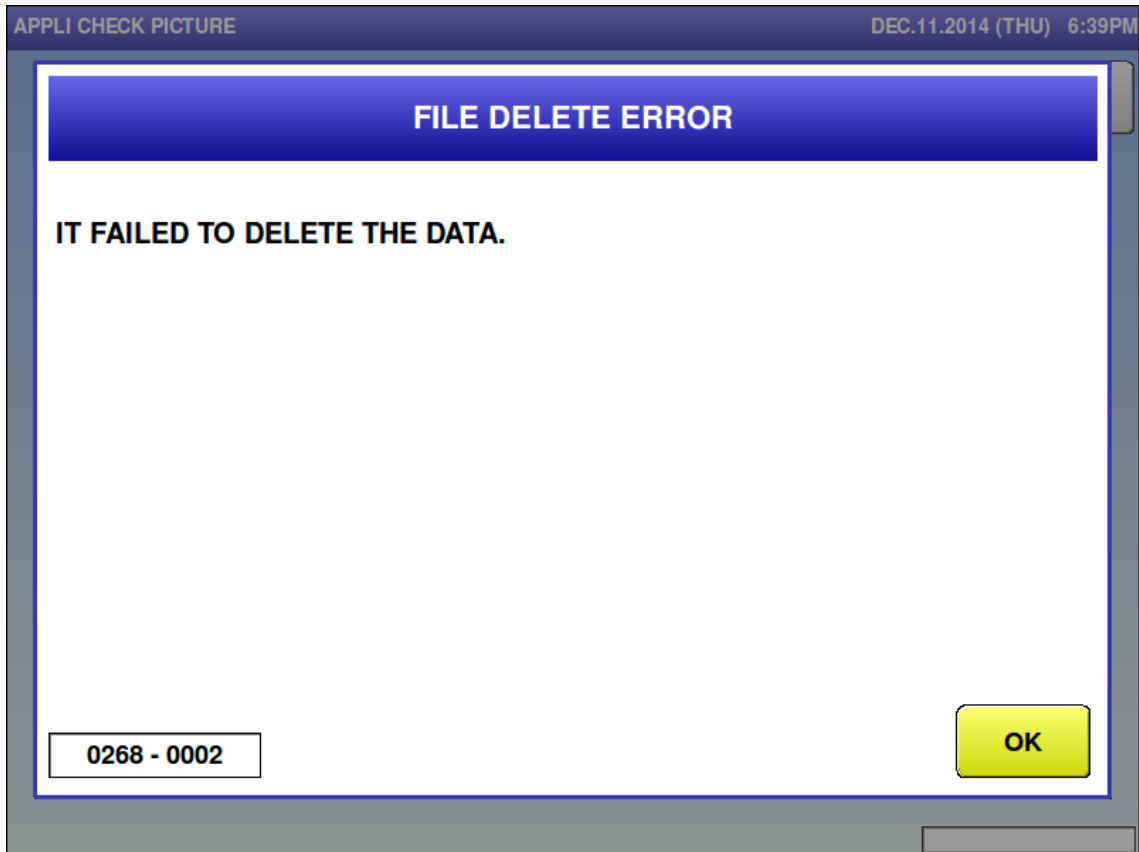 APPLI CHECK PICTURE DEC.11.2014 (THU) 6:39PM
FILE DELETE ERROR
IT FAILED TO DELETE THE DATA.
0268 - 0002
OK